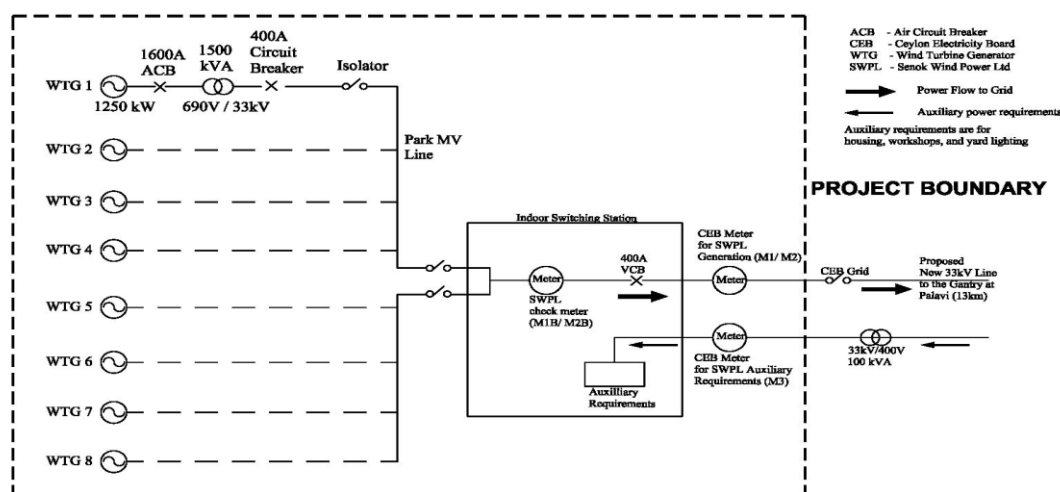 1600A
ACB
1500
kVA
400A
Circuit
Breaker
Isolator
WTG 1
1250 kW
690V / 33kV
WTG 2
Park MV
Line
WTG 3
WTG 4
WTG 5
WTG 6
WTG 7
WTG 8
Indoor Switching Station
Meter
SWPL
check meter
(M1B/ M2B)
400A
VCB
CEB Meter
for SWPL
Generation (M1/ M2)
Meter
CEB Grid
Proposed
New 33kV Line
to the Gantry at
Palavi (13km)
Meter
CEB Meter
for SWPL Auxiliary
Requirements (M3)
33kV/400V
100 kVA
Auxilliary
Requirements
ACB - Air Circuit Breaker
CEB - Ceylon Electricity Board
WTG - Wind Turbine Generator
SWPL - Senok Wind Power Ltd
Power Flow to Grid
Auxiliary power requirements
Auxiliary requirements are for
housing, workshops, and yard lighting
PROJECT BOUNDARY